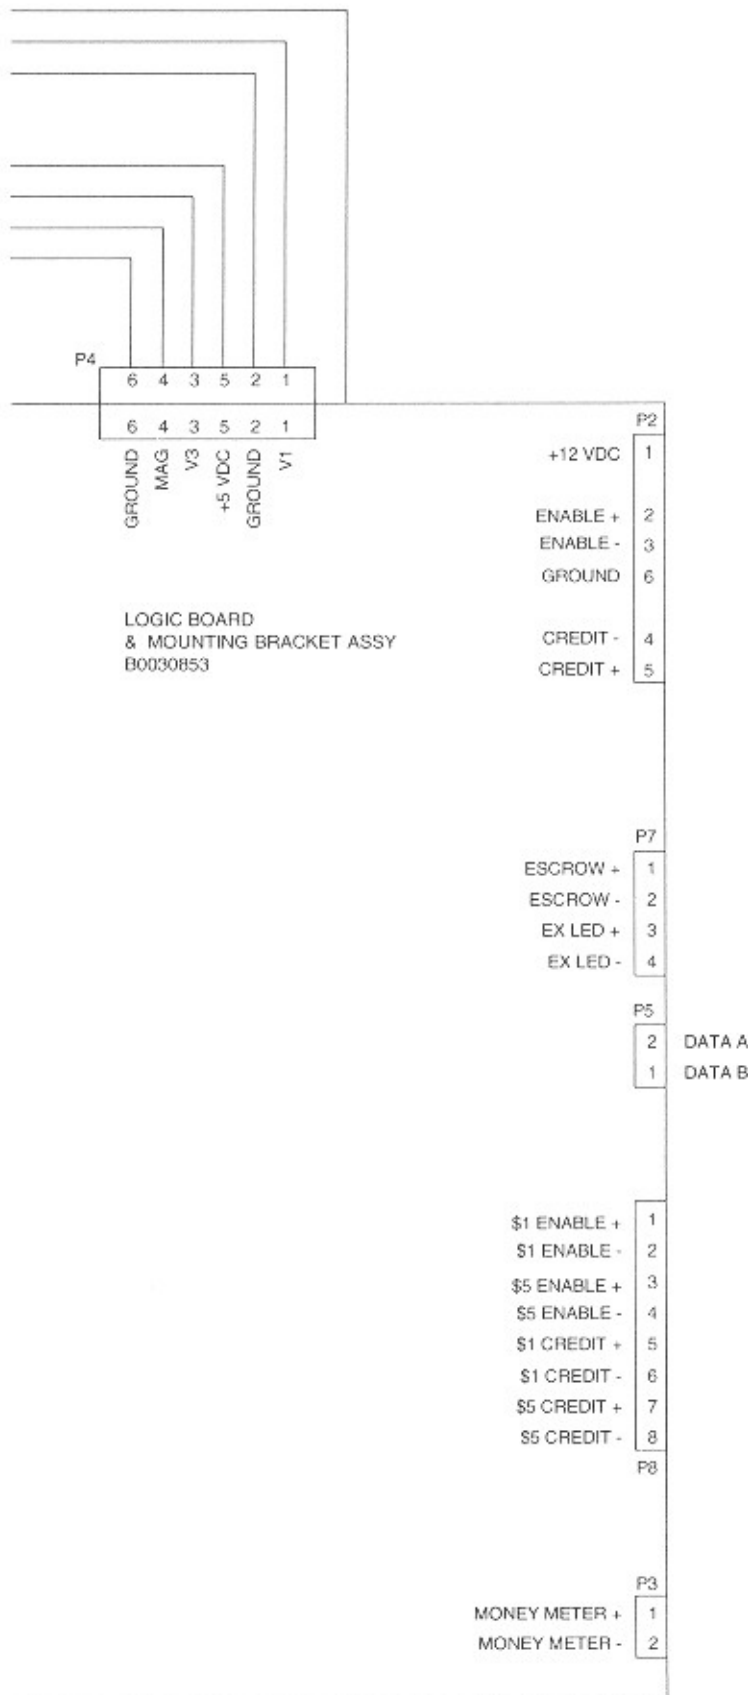 P4
6 4 3 5 2 1
6 4 3 5 2 1
GROUND
MAG
V3
+5 VDC
GROUND
V1
LOGIC BOARD
& MOUNTING BRACKET ASSY
B0030853
P2
+12 VDC 1
ENABLE + 2
ENABLE - 3
GROUND 6
CREDIT - 4
CREDIT + 5
P7
ESCROW + 1
ESCROW - 2
EX LED + 3
EX LED - 4
P5
2 DATA A
1 DATA B
$1 ENABLE + 1
$1 ENABLE - 2
$5 ENABLE + 3
$5 ENABLE - 4
$1 CREDIT + 5
$1 CREDIT - 6
$5 CREDIT + 7
$5 CREDIT - 8
P8
P3
MONEY METER + 1
MONEY METER - 2